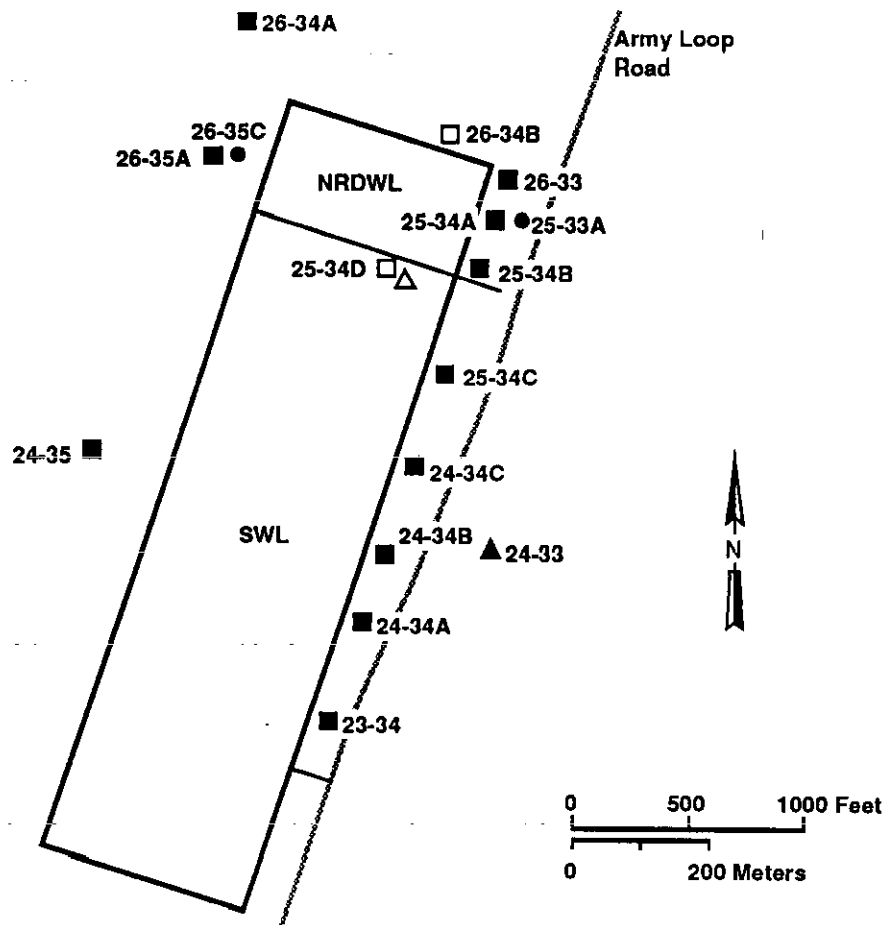 26-34A
Army Loop
Road
26-35C
26-34B
26-35A
NRDWL
26-33
25-34A
25-33A
25-34D
25-34B
25-34C
24-35
24-34C
SWL
24-34B
24-33
N
24-34A
23-34
0 500 1000 Feet
0 200 Meters